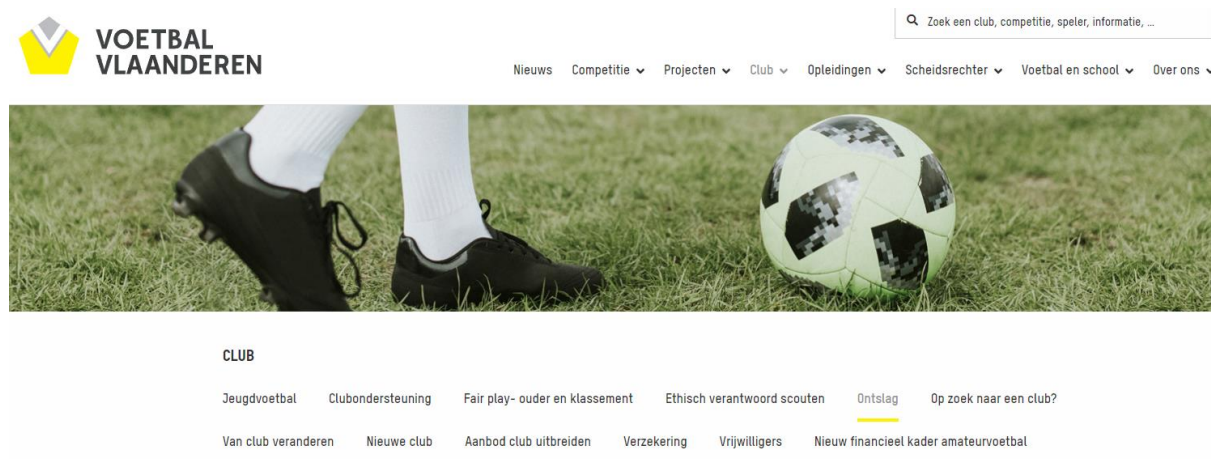 Zoek een club, competitie, speler, informatie, ...
VOETBAL
VLAANDEREN
Nieuws Competitie Projecten Club Opleidingen Scheidsrechter Voetbal en school Over ons
CLUB
Jeugdvoetbal Clubondersteuning Fair play- ouder en klassement Ethisch verantwoord scouten Ontslag Op zoek naar een club?
Van club veranderen Nieuwe club Aanbod club uitbreiden Verzekering Vrijwilligers Nieuw financieel kader amateurvoetbal